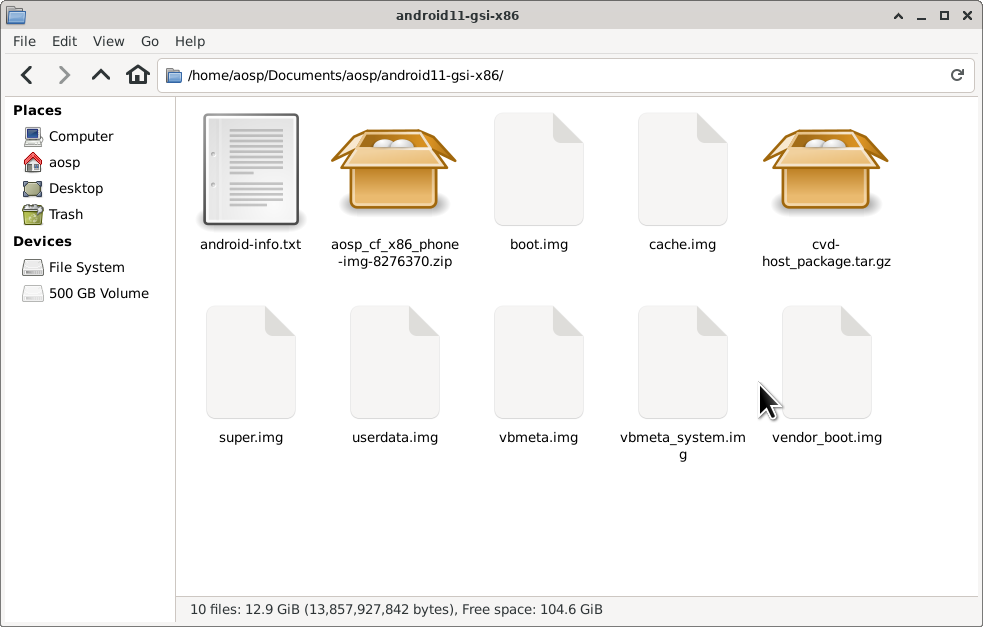 android11-gsi-x86
File Edit View Go Help
/home/aosp/Documents/aosp/android11-gsi-x86/
Places
Computer
aosp
Desktop
Trash
Devices
File System
500 GB Volume
android-info.txt
aosp_cf_x86_phone
-img-8276370.zip
boot.img
cache.img
cvd-
host_package.tar.gz
super.img
userdata.img
vbmeta.img
vbmeta_system.im
g
vendor_boot.img
10 files: 12.9 GiB (13,857,927,842 bytes), Free space: 104.6 GiB